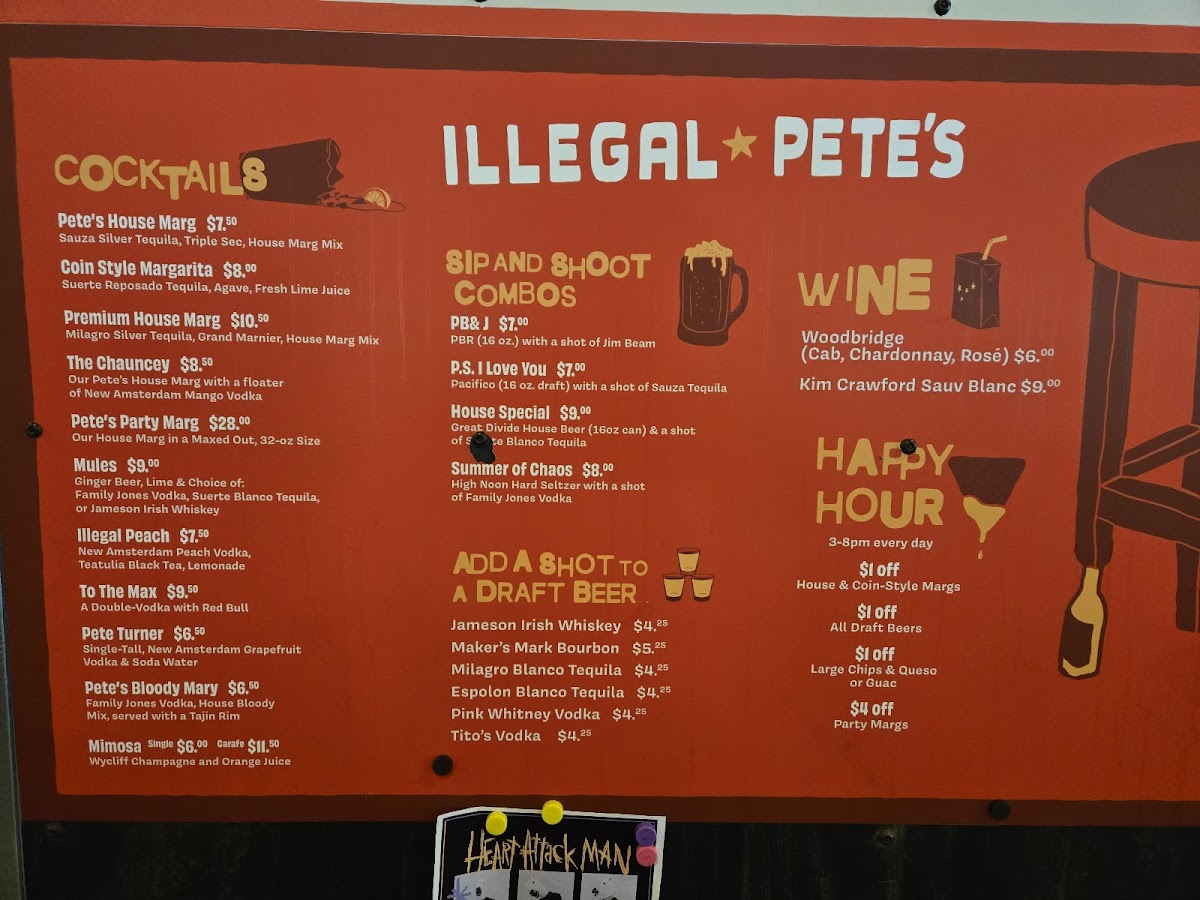 ILLEGAL PETE'S
COCKTAILS
Pete's House Marg $7.50
Sauza Silver Tequila, Triple Sec, House Marg Mix
Coin Style Margarita $8.00
Suerte Reposado Tequila, Agave, Fresh Lime Juice
Premium House Marg $10.50
Milagro Silver Tequila, Grand Marnier, House Marg Mix
The Chauncey $8.50
Our Pete's House Marg with a floater
of New Amsterdam Mango Vodka
Pete's Party Marg $28.00
Our House Marg in a Maxed Out, 32-oz Size
Mules $9.00
Ginger Beer, Lime & Choice of:
Family Jones Vodka, Suerte Blanco Tequila,
or Jameson Irish Whiskey
Illegal Peach $7.50
New Amsterdam Peach Vodka,
Teatulia Black Tea, Lemonade
To The Max $9.50
A Double-Vodka with Red Bull
Pete Turner $6.50
Single-Tall, New Amsterdam Grapefruit
Vodka & Soda Water
Pete's Bloody Mary $6.50
Family Jones Vodka, House Bloody
Mix, served with a Tajin Rim
Mimosa Single $6.00 Carafe $11.50
Wycliff Champagne and Orange Juice
SIP AND SHOOT
COMBOS
PB& J $7.00
PBR (16 oz.) with a shot of Jim Beam
P.S. I Love You $7.00
Pacifico (16 oz. draft) with a shot of Sauza Tequila
House Special $9.00
Great Divide House Beer (16oz can) & a shot
of Blanco Tequila
Summer of Chaos $8.00
High Noon Hard Seltzer with a shot
of Family Jones Vodka
ADD A SHOT TO
A DRAFT BEER
Jameson Irish Whiskey $4.25
Maker's Mark Bourbon $5.25
Milagro Blanco Tequila $4.25
Espolon Blanco Tequila $4.25
Pink Whitney Vodka $4.25
Tito's Vodka $4.25
WINE
Woodbridge
(Cab, Chardonnay, Rosé) $6.00
Kim Crawford Sauv Blanc $9.00
HAPPY
HOUR
3-8pm every day
$1 off
House & Coin-Style Margs
$1 off
All Draft Beers
$1 off
Large Chips & Queso
or Guac
$4 off
Party Margs
HEART ATTACK MAN